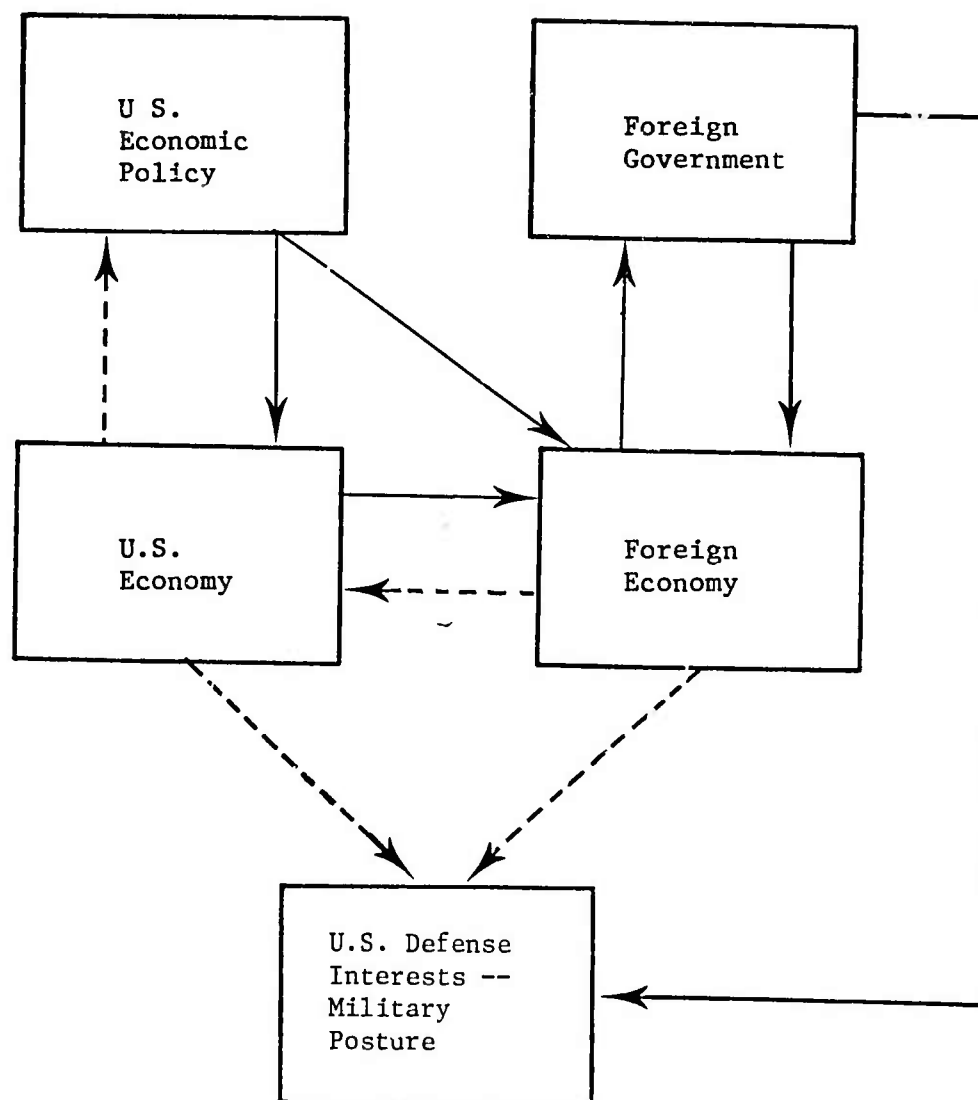 U S.
Economic
Policy
Foreign
Government
U.S.
Economy
Foreign
Economy
U.S. Defense
Interests --
Military
Posture